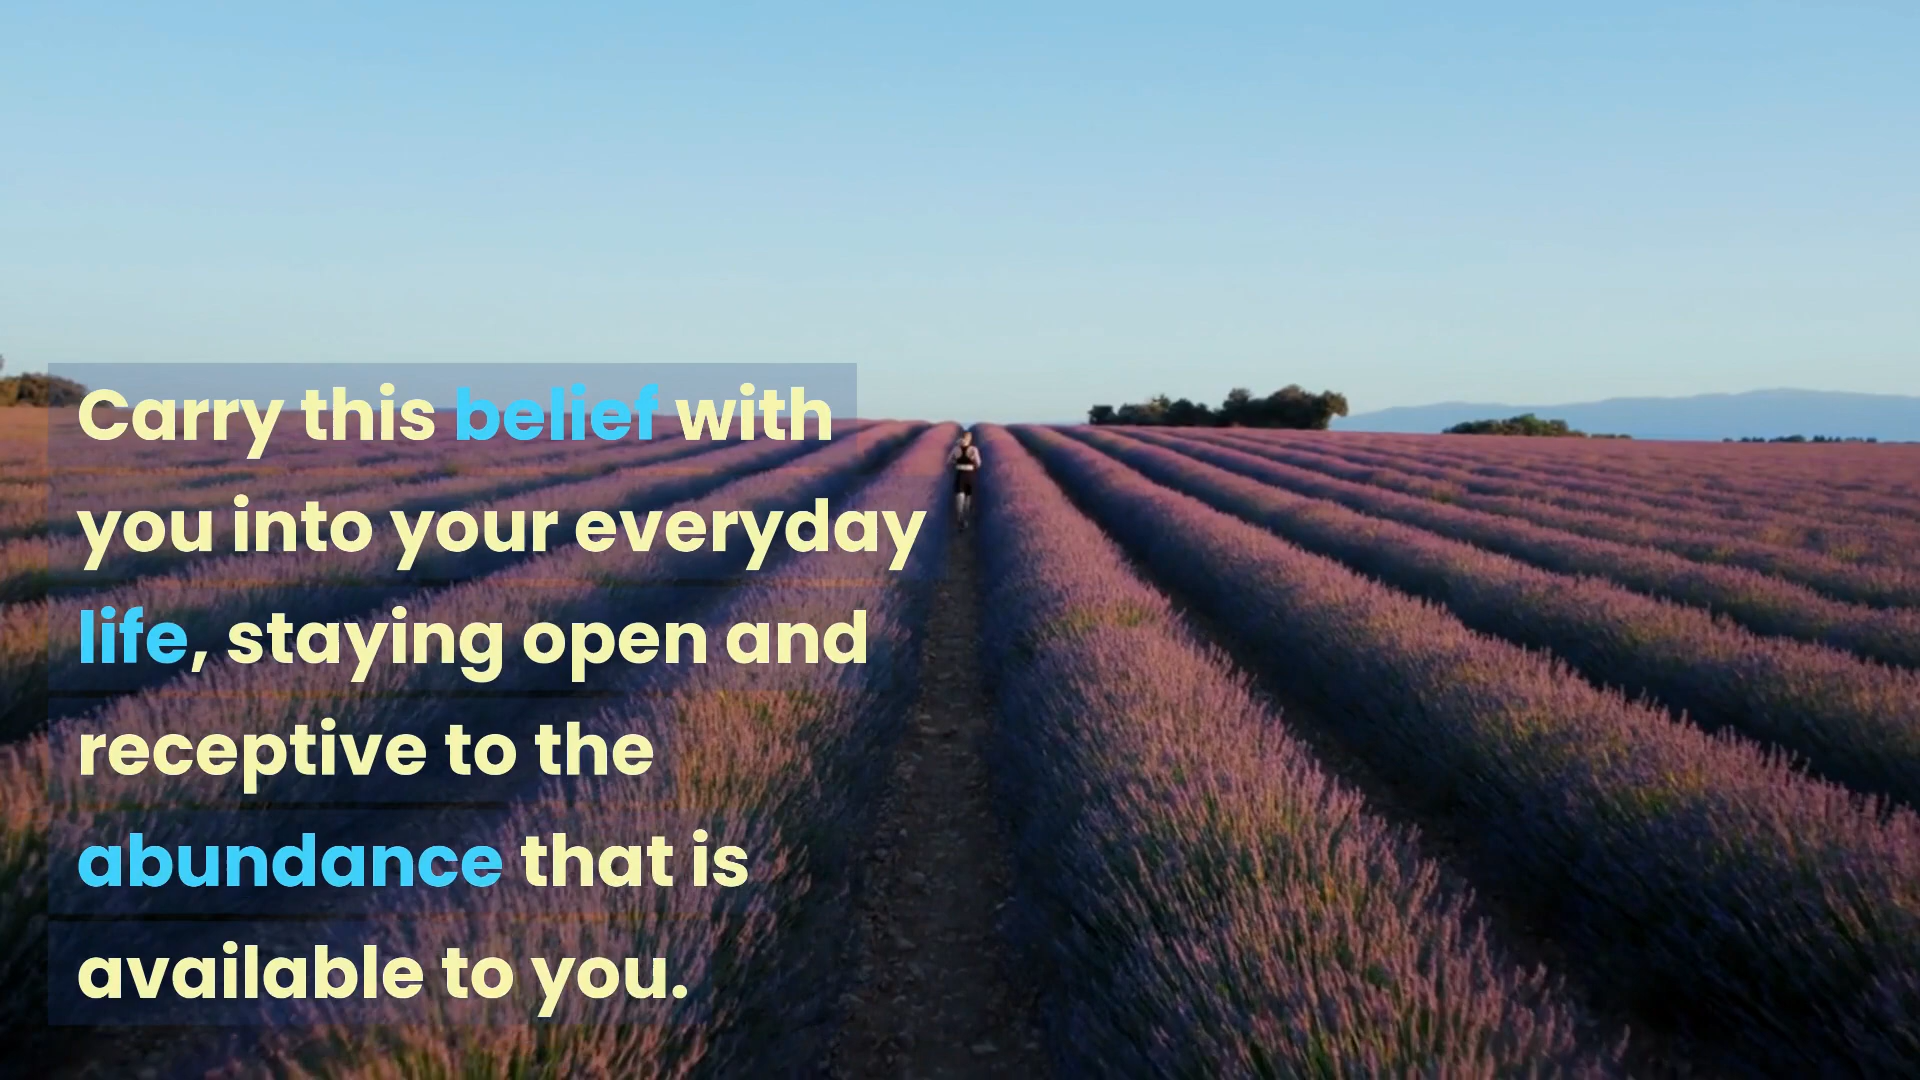 Carry this belief with
you into your everyday
life, staying open and
receptive to the
abundance that is
available to you.